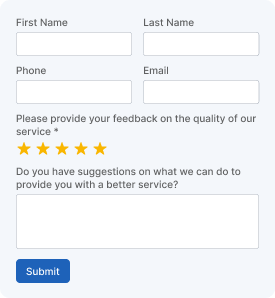 First Name
Last Name
Phone
Email
Please provide your feedback on the quality of our
service *
Do you have suggestions on what we can do to
provide you with a better service?
Submit